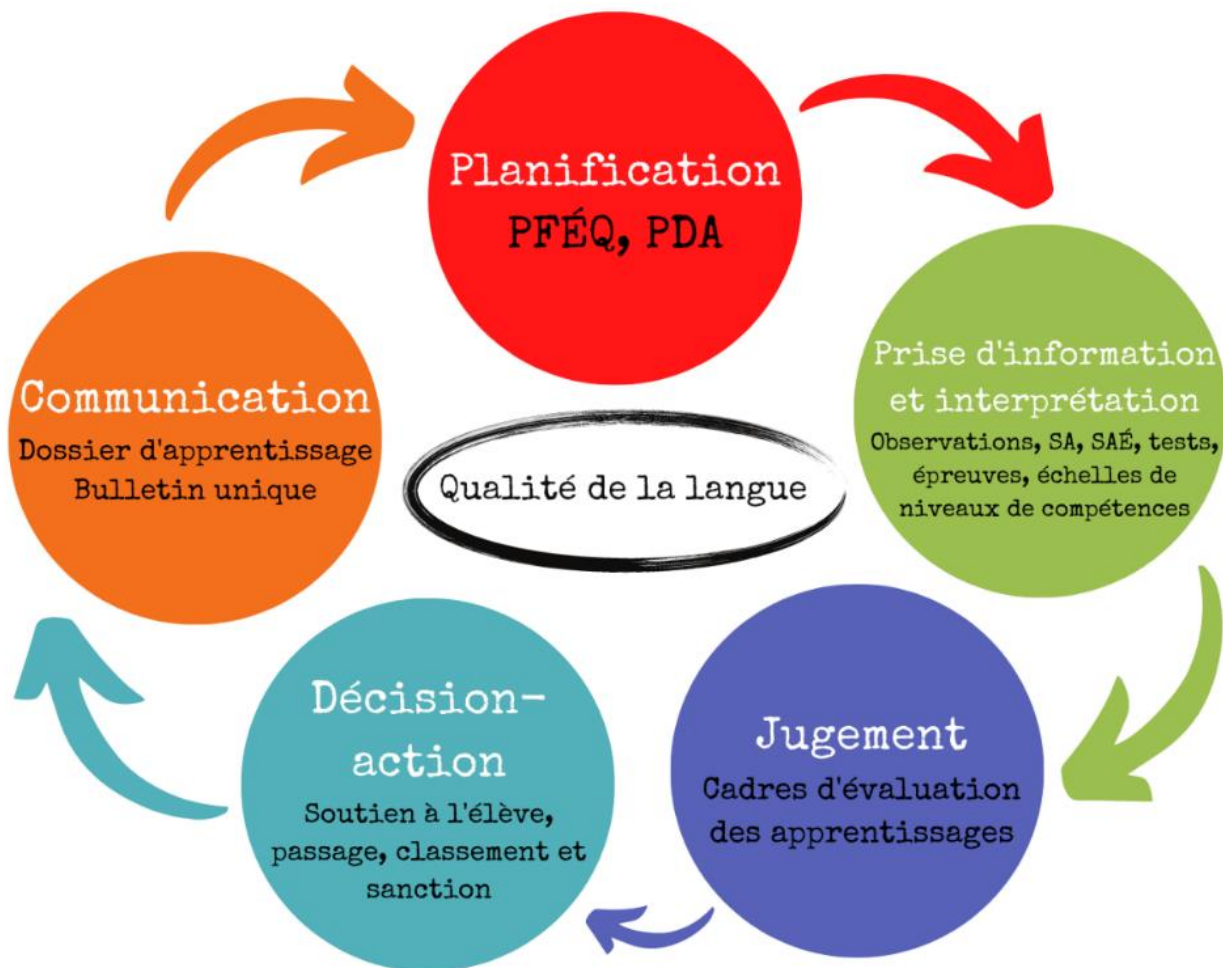 Planification
PFÉQ, PDA
Prise d'information
et interprétation
Observations, SA, SAÉ, tests,
épreuves, échelles de
niveaux de compétences
Jugement
Cadres d'évaluation
des apprentissages
Décision-
action
Soutien à l'élève,
passage, classement et
sanction
Communication
Dossier d'apprentissage
Bulletin unique
Qualité de la langue